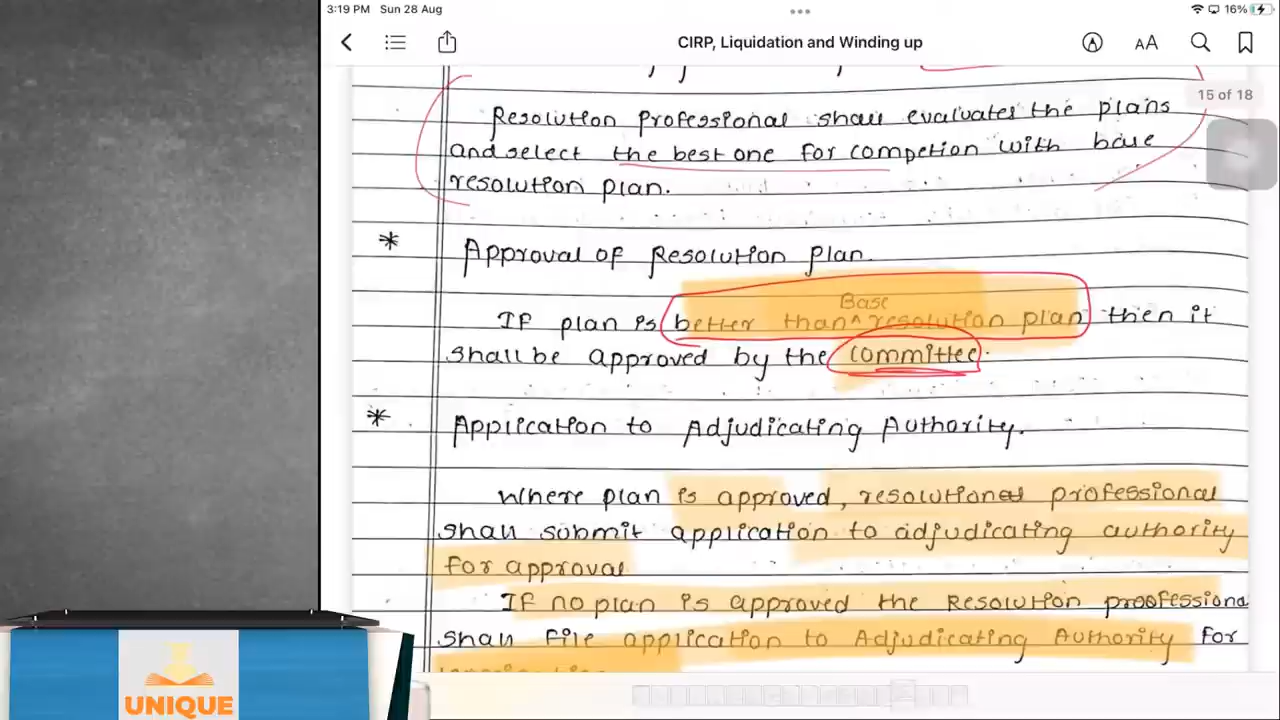 3:19 PM Sun 28 Aug
16%
CIRP, Liquidation and Winding up
AA
15 of 18
Resolution professional shall evaluates the plans
and select the best one for competion with base
resolution plan.
* Approval of Resolution plan.
Base
If plan is better than ^ resolution plan then it
shall be approved by the committee.
* Application to Adjudicating Authority.
Where plan is approved, resolutioned professional
shall submit application to adjudicating authority
for approval
If no plan is approved the Resolution proofessiona
shall file application to Adjudicating Authority for
UNIQUE